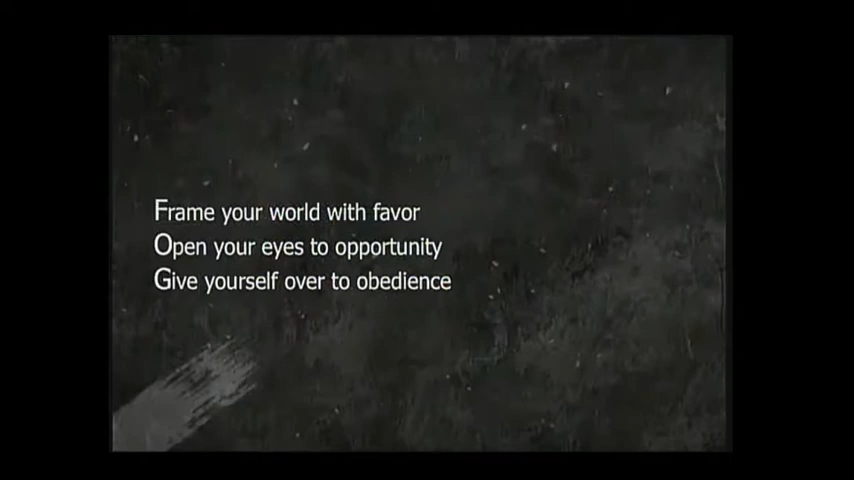 Frame your world with favor
Open your eyes to opportunity
Give yourself over to obedience